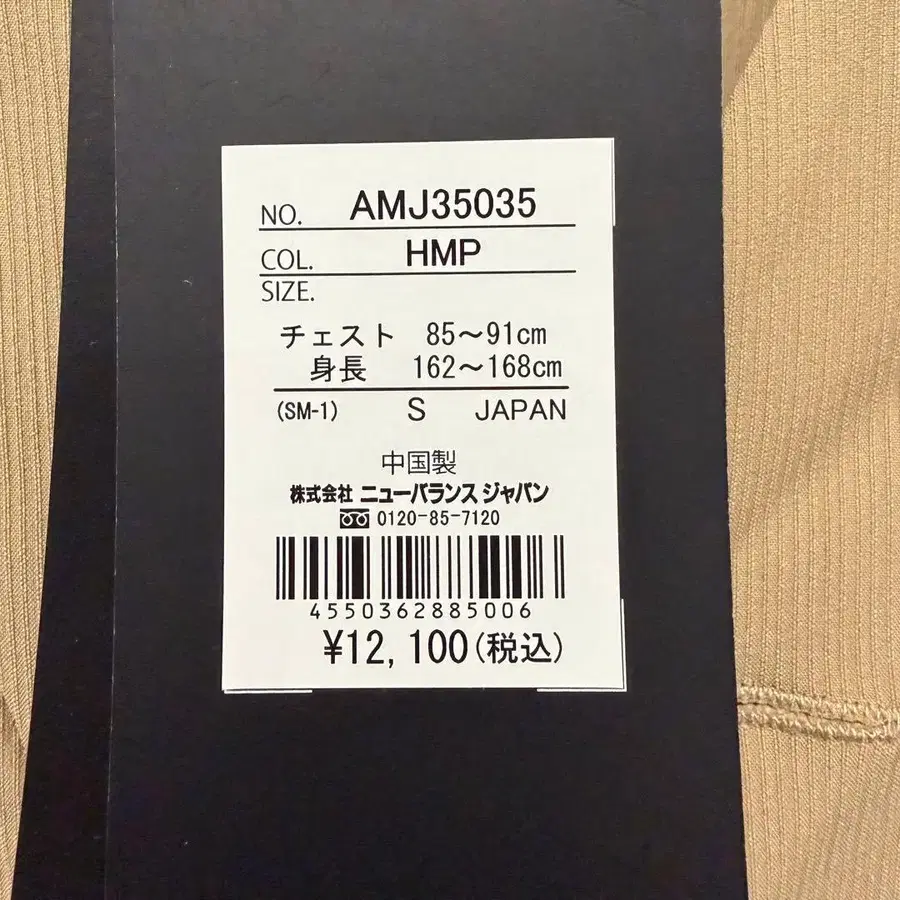 NO. AMJ35035
COL. HMP
SIZE.
チェスト 85～91cm
身長 162～168cm
(SM-1) S JAPAN
中国製
株式会社 ニューバランス ジャパン
0120-85-7120
4550362885006
¥12,100(税込)